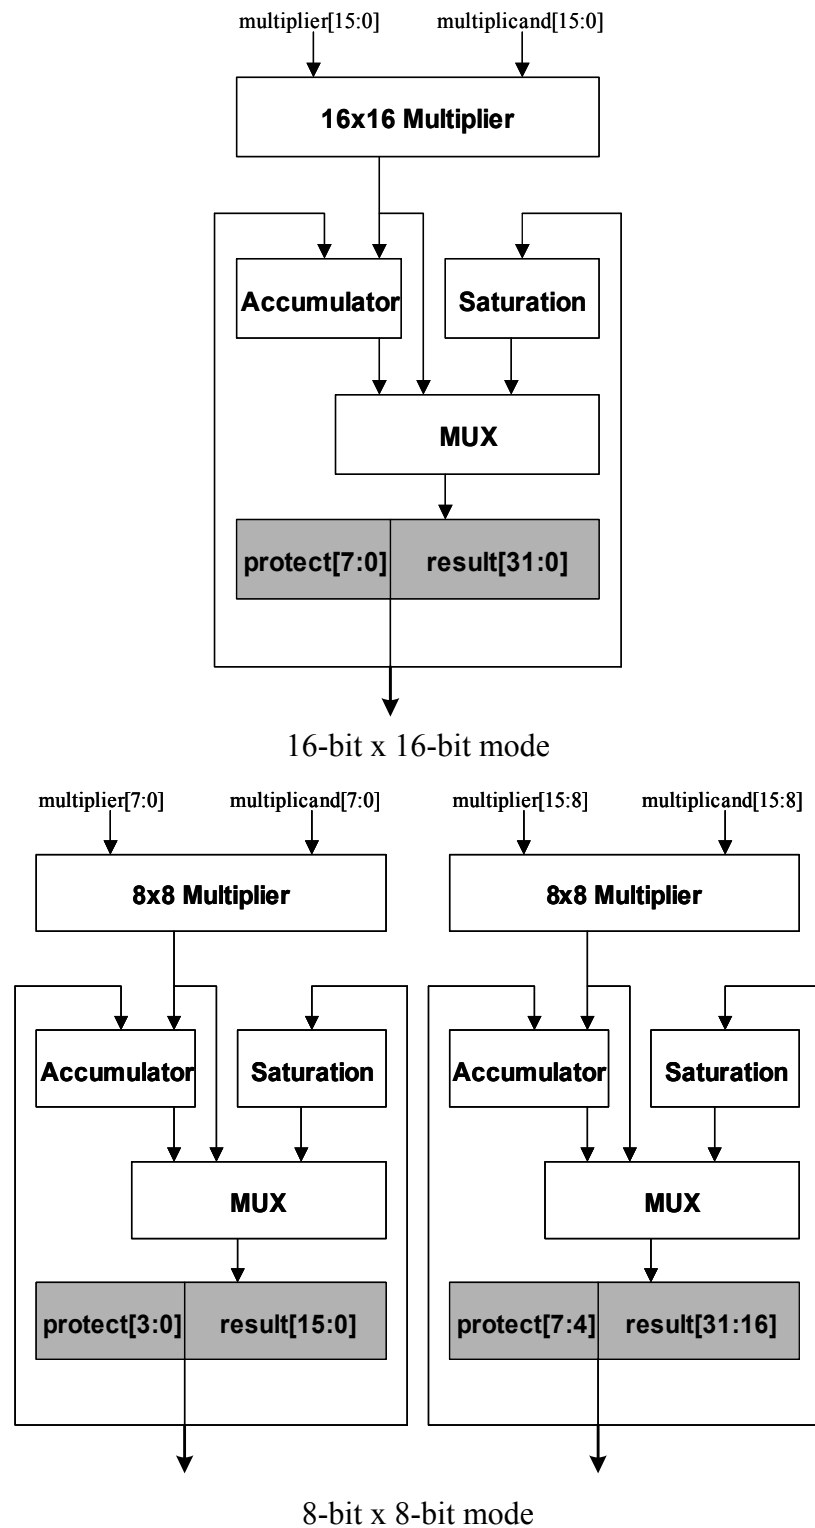 multiplier[15:0] multiplicand[15:0]
16x16 Multiplier
Accumulator Saturation
MUX
protect[7:0] result[31:0]
16-bit x 16-bit mode
multiplier[7:0] multiplicand[7:0] multiplier[15:8] multiplicand[15:8]
8x8 Multiplier 8x8 Multiplier
Accumulator Saturation Accumulator Saturation
MUX MUX
protect[3:0] result[15:0] protect[7:4] result[31:16]
8-bit x 8-bit mode